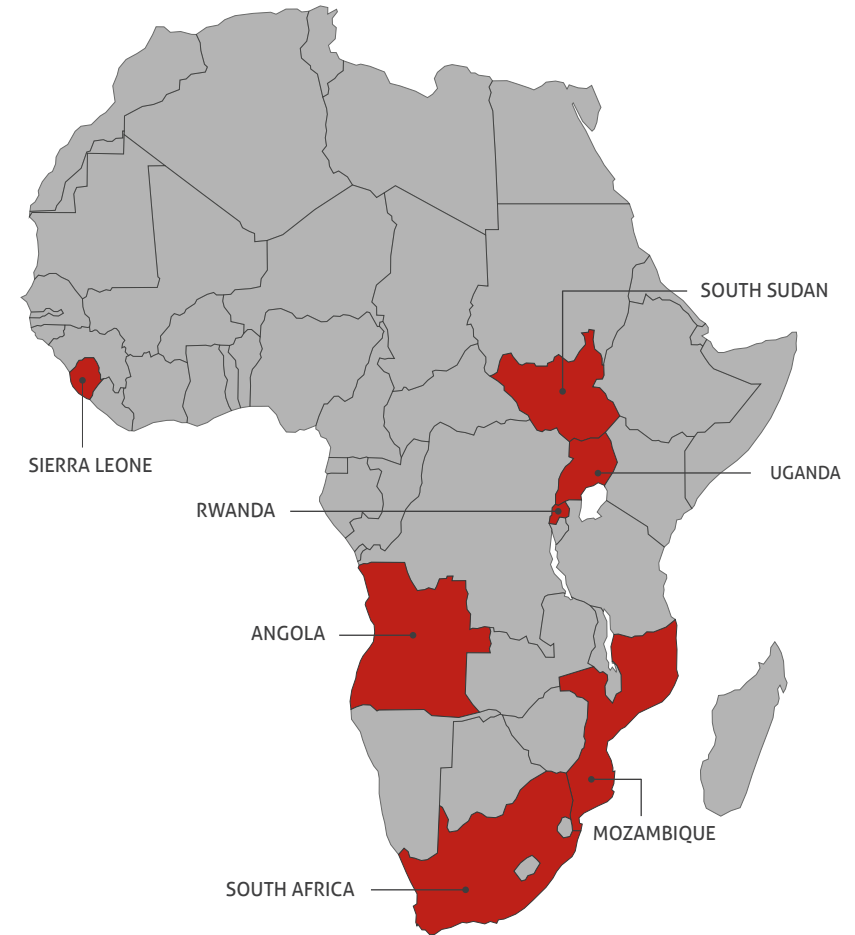 SOUTH SUDAN
SIERRA LEONE
UGANDA
RWANDA
ANGOLA
MOZAMBIQUE
SOUTH AFRICA